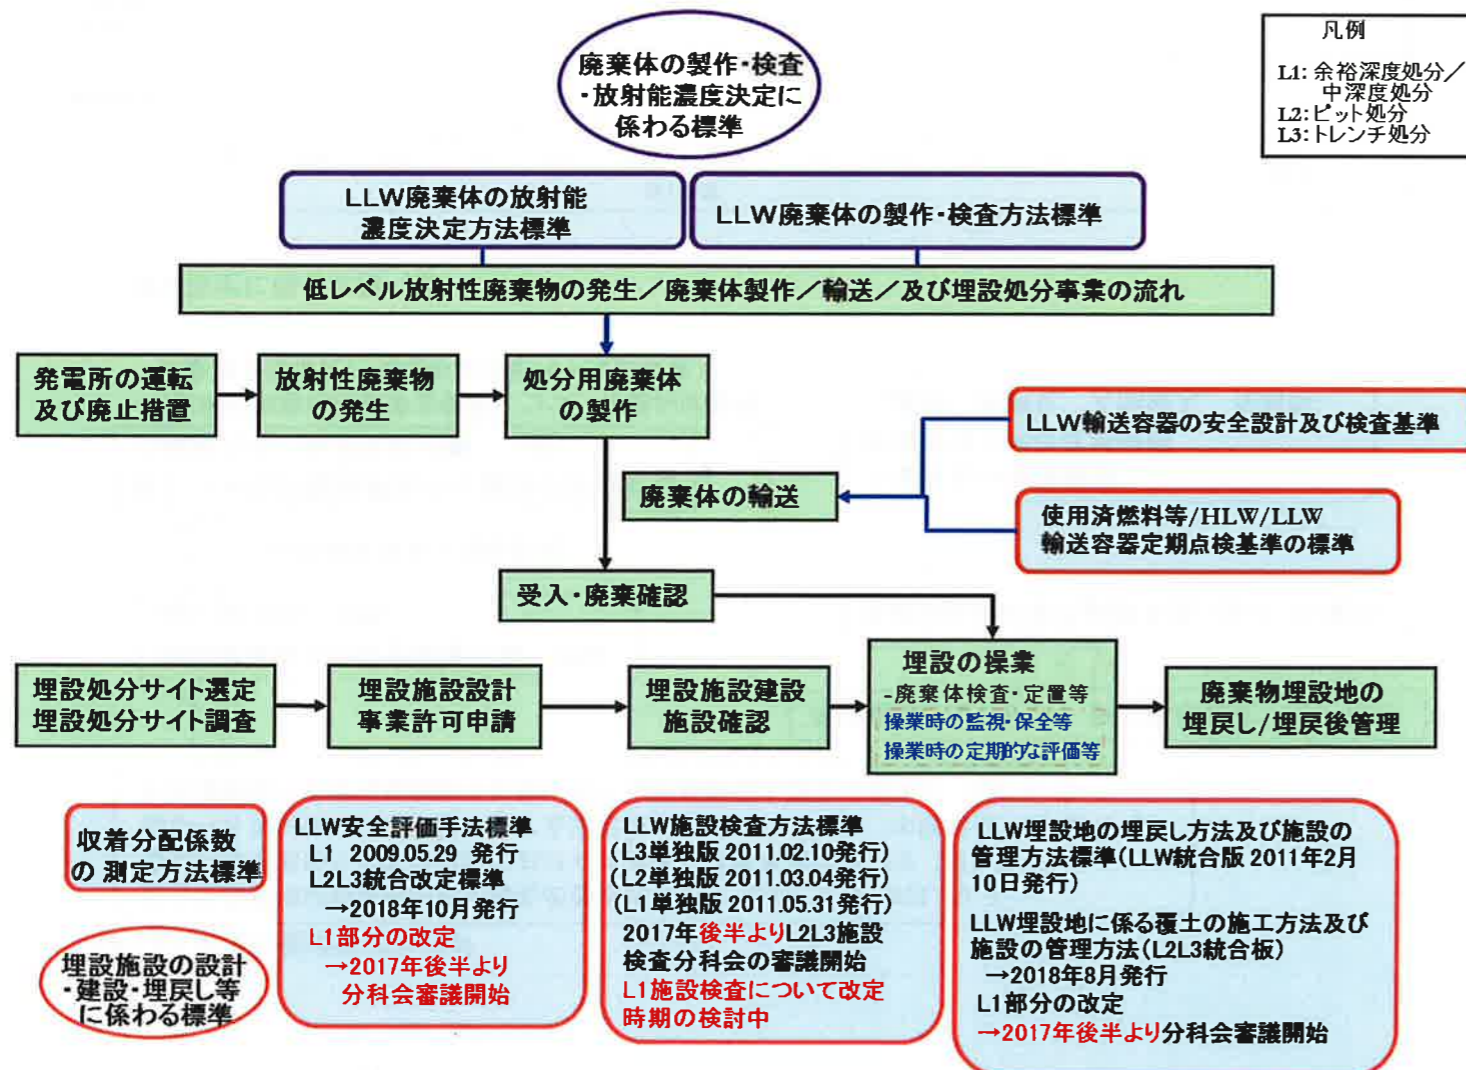 廃棄体の製作・検査
・放射能濃度決定に
係わる標準
凡例
L1: 余裕深度処分／
中深度処分
L2:ピット処分
L3:トレンチ処分
LLW廃棄体の放射能
濃度決定方法標準
LLW廃棄体の製作・検査方法標準
低レベル放射性廃棄物の発生／廃棄体製作／輸送／及び埋設処分事業の流れ
発電所の運転
及び廃止措置
放射性廃棄物
の発生
処分用廃棄体
の製作
LLW輸送容器の安全設計及び検査基準
廃棄体の輸送
使用済燃料等/HLW/LLW
輸送容器定期点検基準の標準
受入・廃棄確認
埋設処分サイト選定
埋設処分サイト調査
埋設施設設計
事業許可申請
埋設施設建設
施設確認
埋設の操業
-廃棄体検査・定置等
操業時の監視・保全等
操業時の定期的な評価等
廃棄物埋設地の
埋戻し/埋戻後管理
収着分配係数
の 測定方法標準
LLW安全評価手法標準
L1 2009.05.29 発行
L2L3統合改定標準
→2018年10月発行
L1部分の改定
→2017年後半より
分科会審議開始
LLW施設検査方法標準
(L3単独版 2011.02.10発行)
(L2単独版 2011.03.04発行)
(L1単独版 2011.05.31発行)
2017年後半よりL2L3施設
検査分科会の審議開始
L1施設検査について改定
時期の検討中
LLW埋設地の埋戻し方法及び施設の
管理方法標準(LLW統合版 2011年2月
10日発行)
LLW埋設地に係る覆土の施工方法及び
施設の管理方法(L2L3統合板)
→2018年8月発行
L1部分の改定
→2017年後半より分科会審議開始
埋設施設の設計
・建設・埋戻し等
に係わる標準